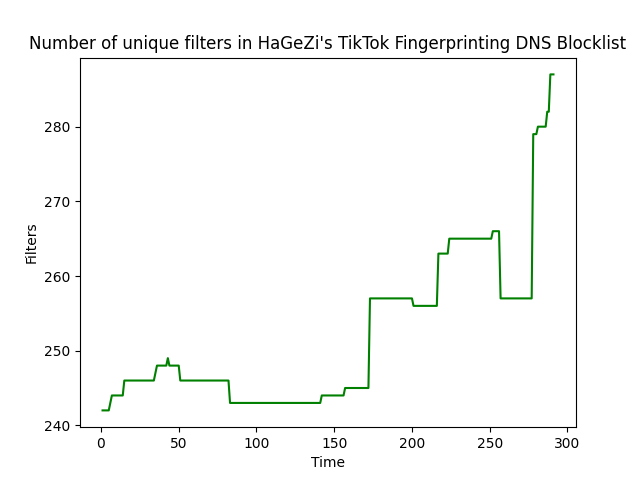 Number of unique filters in HaGeZi's TikTok Fingerprinting DNS Blocklist
280
270
260
250
240
Filters
0 50 100 150 200 250 300
Time